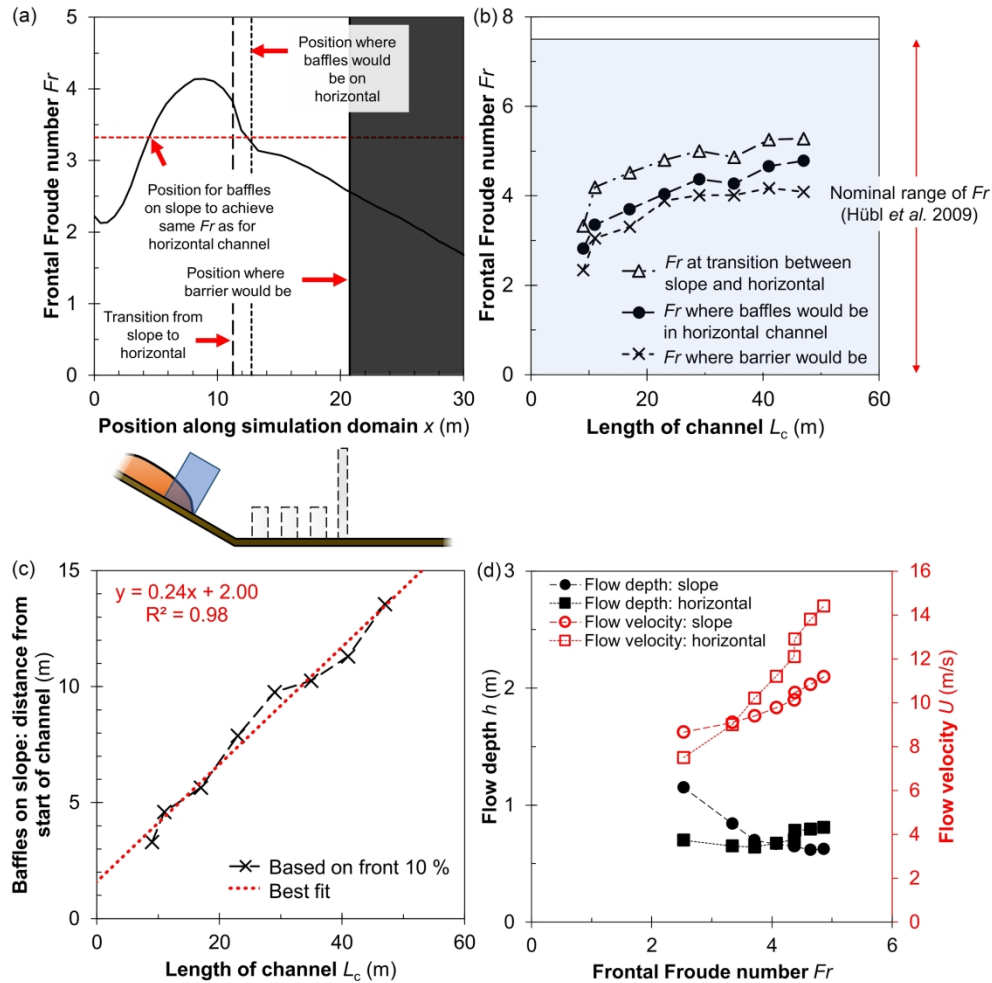 (a)
5
4
3
2
1
0
Frontal Froude number Fr
Position where
baffles would
be on
horizontal
Position for baffles
on slope to achieve
same Fr as for
horizontal channel
Position where
barrier would be
Transition from
slope to
horizontal
0
10
20
30
Position along simulation domain x (m)
(b)
8
6
4
2
0
Frontal Froude number Fr
Fr at transition between
slope and horizontal
Fr where baffles would be
in horizontal channel
Fr where barrier would be
0
20
40
60
Length of channel Lc (m)
Nominal range of Fr
(Hübl et al. 2009)
(c)
15
10
5
0
Baffles on slope: distance from
start of channel (m)
y = 0.24x + 2.00
R² = 0.98
Based on front 10 %
Best fit
0
20
40
60
Length of channel Lc (m)
(d)
3
2
1
0
Flow depth h (m)
Flow depth: slope
Flow depth: horizontal
Flow velocity: slope
Flow velocity: horizontal
16
14
12
10
8
6
4
2
0
Flow velocity U (m/s)
0
2
4
6
Frontal Froude number Fr